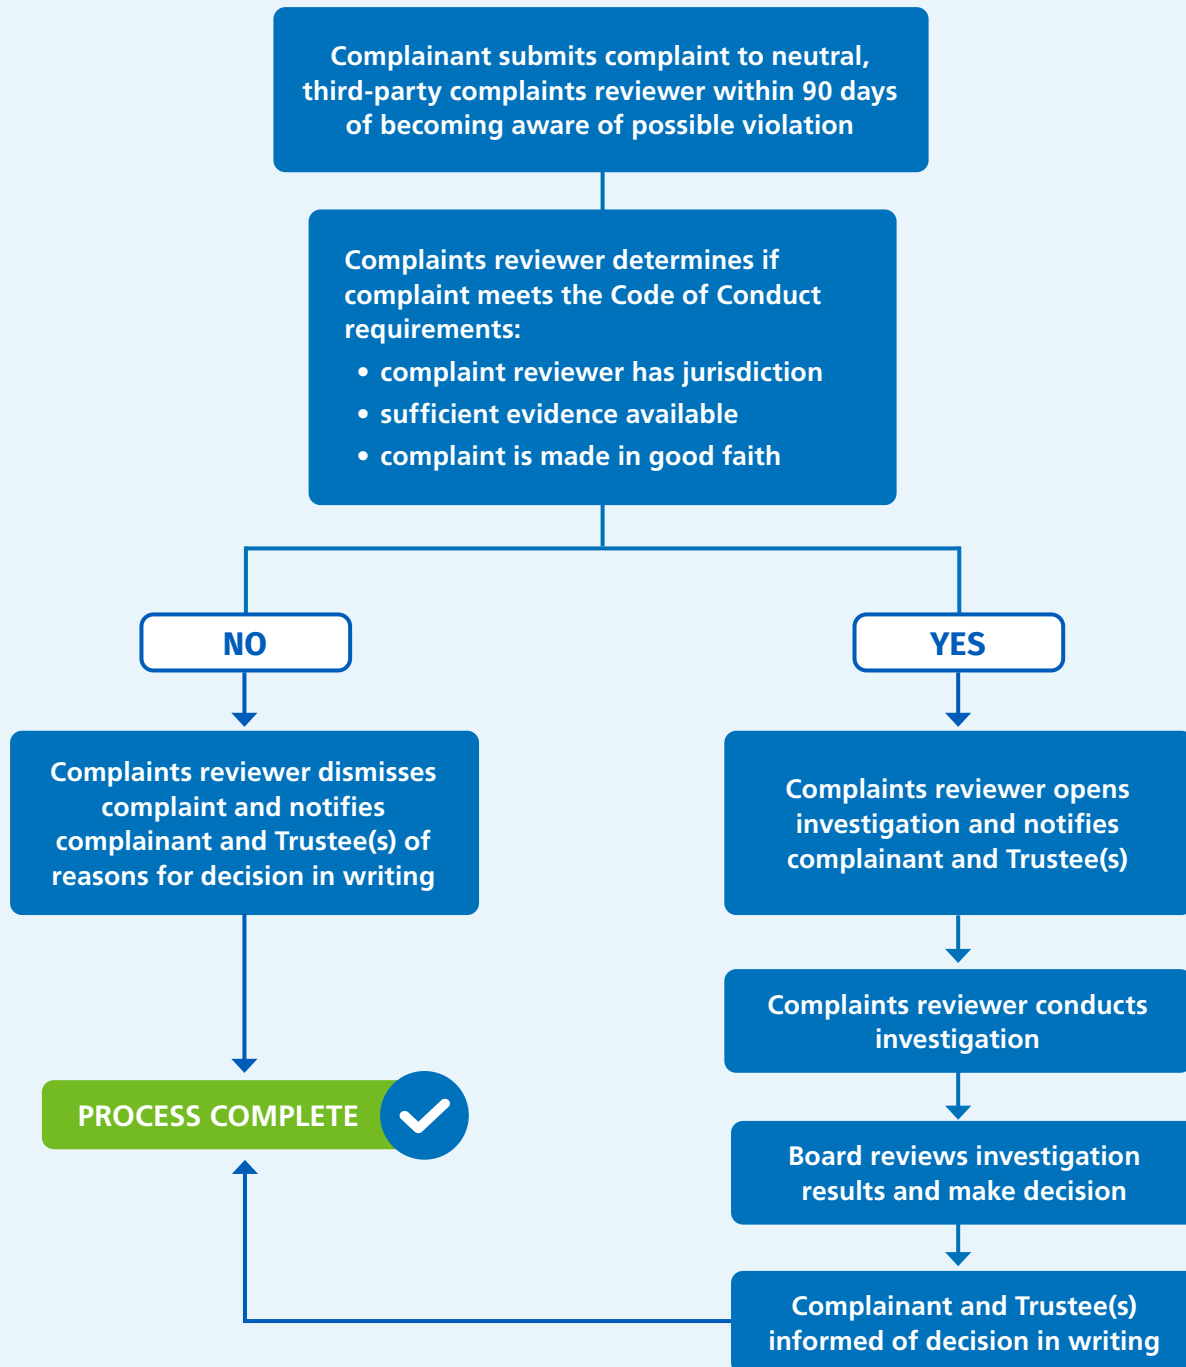 Complainant submits complaint to neutral,
third-party complaints reviewer within 90 days
of becoming aware of possible violation
Complaints reviewer determines if
complaint meets the Code of Conduct
requirements:
• complaint reviewer has jurisdiction
• sufficient evidence available
• complaint is made in good faith
NO
YES
Complaints reviewer dismisses
complaint and notifies
complainant and Trustee(s) of
reasons for decision in writing
Complaints reviewer opens
investigation and notifies
complainant and Trustee(s)
Complaints reviewer conducts
investigation
PROCESS COMPLETE
Board reviews investigation
results and make decision
Complainant and Trustee(s)
informed of decision in writing